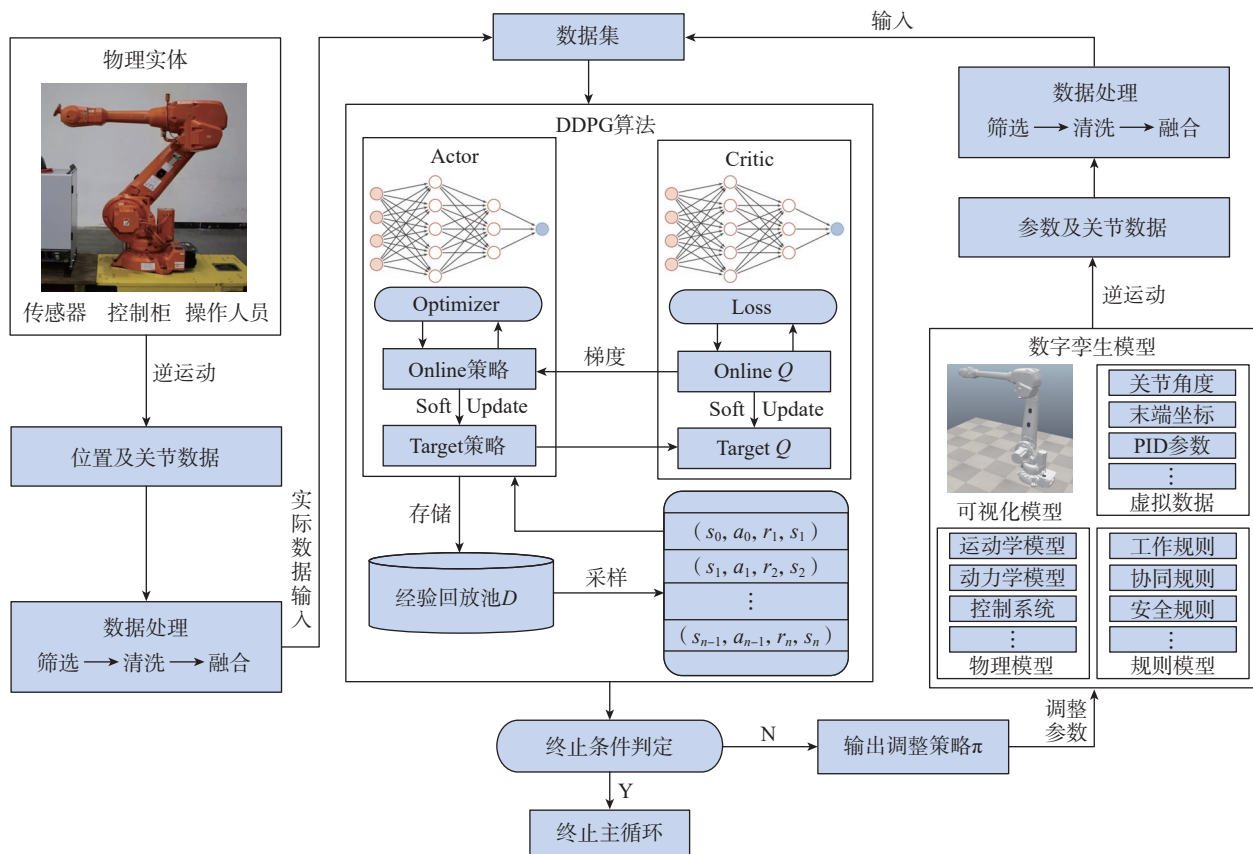 物理实体
传感器 控制柜 操作人员
逆运动
位置及关节数据
数据处理
筛选 清洗 融合
实际数据输入
数据集
DDPG算法
Actor
Optimizer
Online策略
Soft Update
Target策略
Critic
Loss
Online Q
Soft Update
Target Q
梯度
存储
经验回放池D
采样
(s₀, a₀, r₁, s₁)
(s₁, a₁, r₂, s₂)
⋮
(sₙ₋₁, aₙ₋₁, rₙ, sₙ)
终止条件判定
N
Y
终止主循环
输出调整策略π
调整
参数
输入
数据处理
筛选 清洗 融合
参数及关节数据
逆运动
数字孪生模型
可视化模型
关节角度
末端坐标
PID参数
⋮
虚拟数据
运动学模型
动力学模型
控制系统
⋮
物理模型
工作规则
协同规则
安全规则
⋮
规则模型